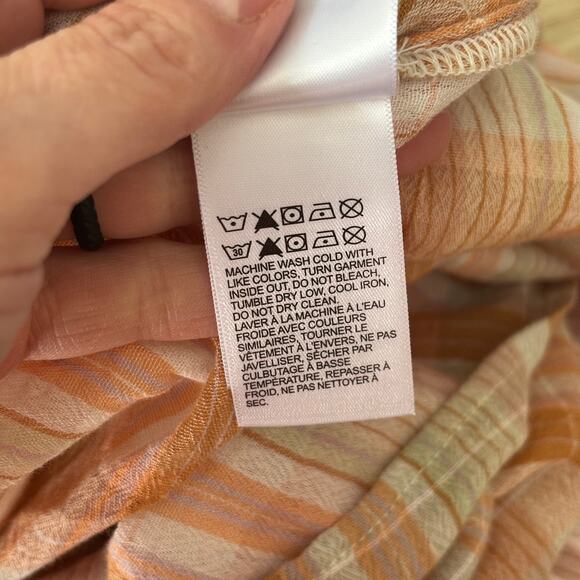 30
MACHINE WASH COLD WITH
LIKE COLORS, TURN GARMENT
INSIDE OUT, DO NOT BLEACH,
TUMBLE DRY LOW, COOL IRON,
DO NOT DRY CLEAN.
LAVER À LA MACHINE À L'EAU
FROIDE AVEC COULEURS
SIMILAIRES, TOURNER LE
VÊTEMENT À L'ENVERS, NE PAS
JAVELLISER, SÉCHER PAR
CULBUTAGE À BASSE
TEMPÉRATURE, REPASSER À
FROID, NE PAS NETTOYER À
SEC.